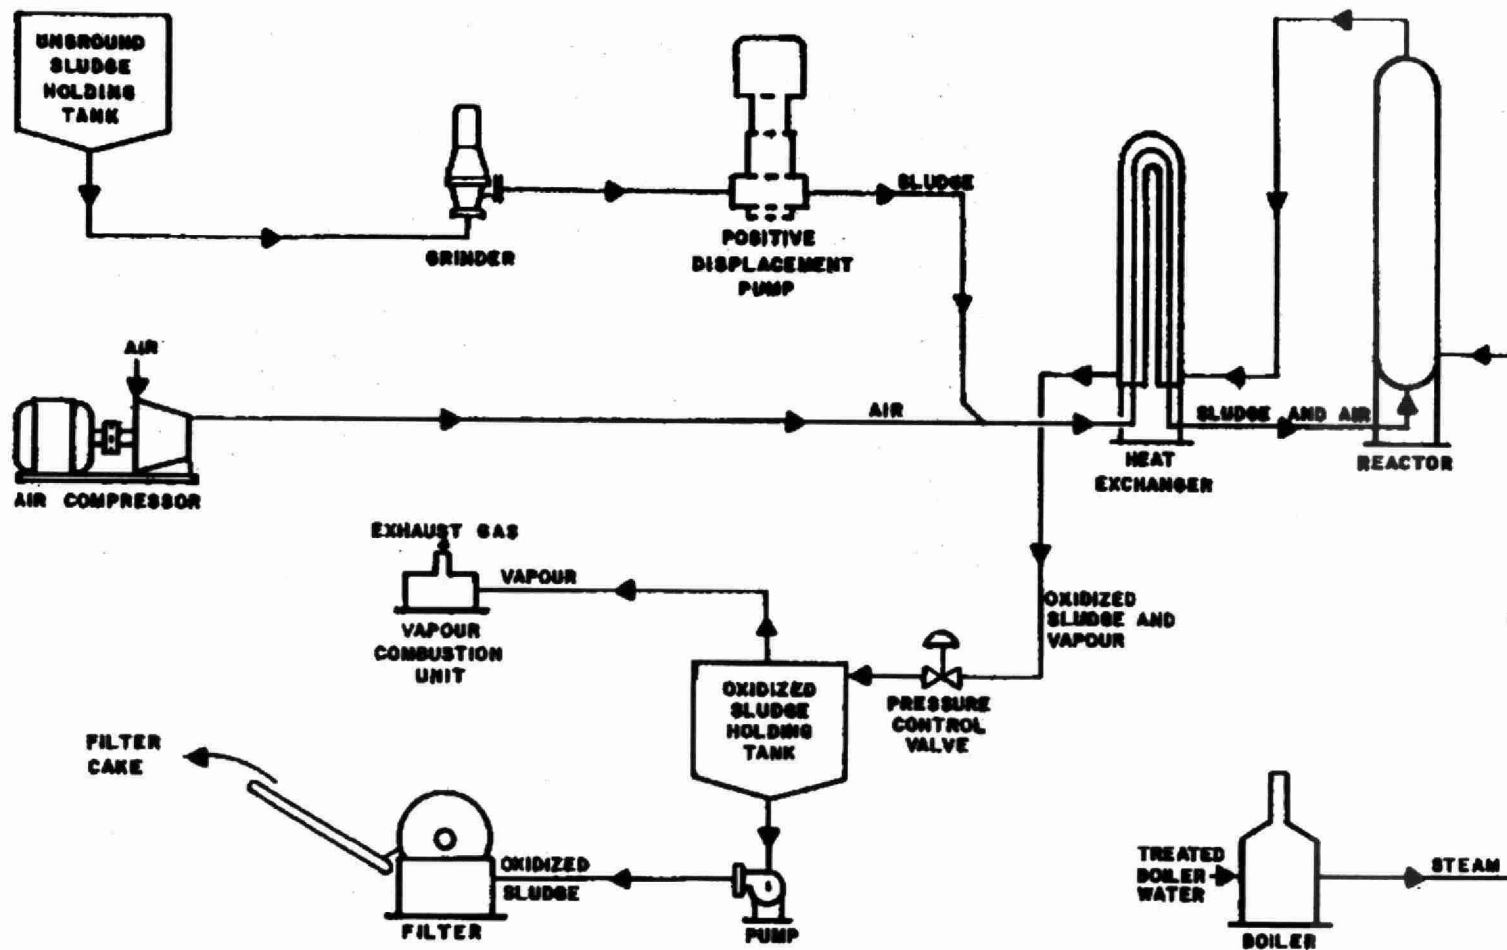 UNGROUND
SLUDGE
HOLDING
TANK
GRINDER
POSITIVE
DISPLACEMENT
PUMP
SLUDGE
AIR
AIR COMPRESSOR
AIR
HEAT
EXCHANGER
SLUDGE AND AIR
REACTOR
EXHAUST GAS
VAPOUR
VAPOUR
COMBUSTION
UNIT
OXIDIZED
SLUDGE AND
VAPOUR
OXIDIZED
SLUDGE
HOLDING
TANK
PRESSURE
CONTROL
VALVE
FILTER
CAKE
OXIDIZED
SLUDGE
FILTER
PUMP
TREATED
BOILER
WATER
STEAM
BOILER